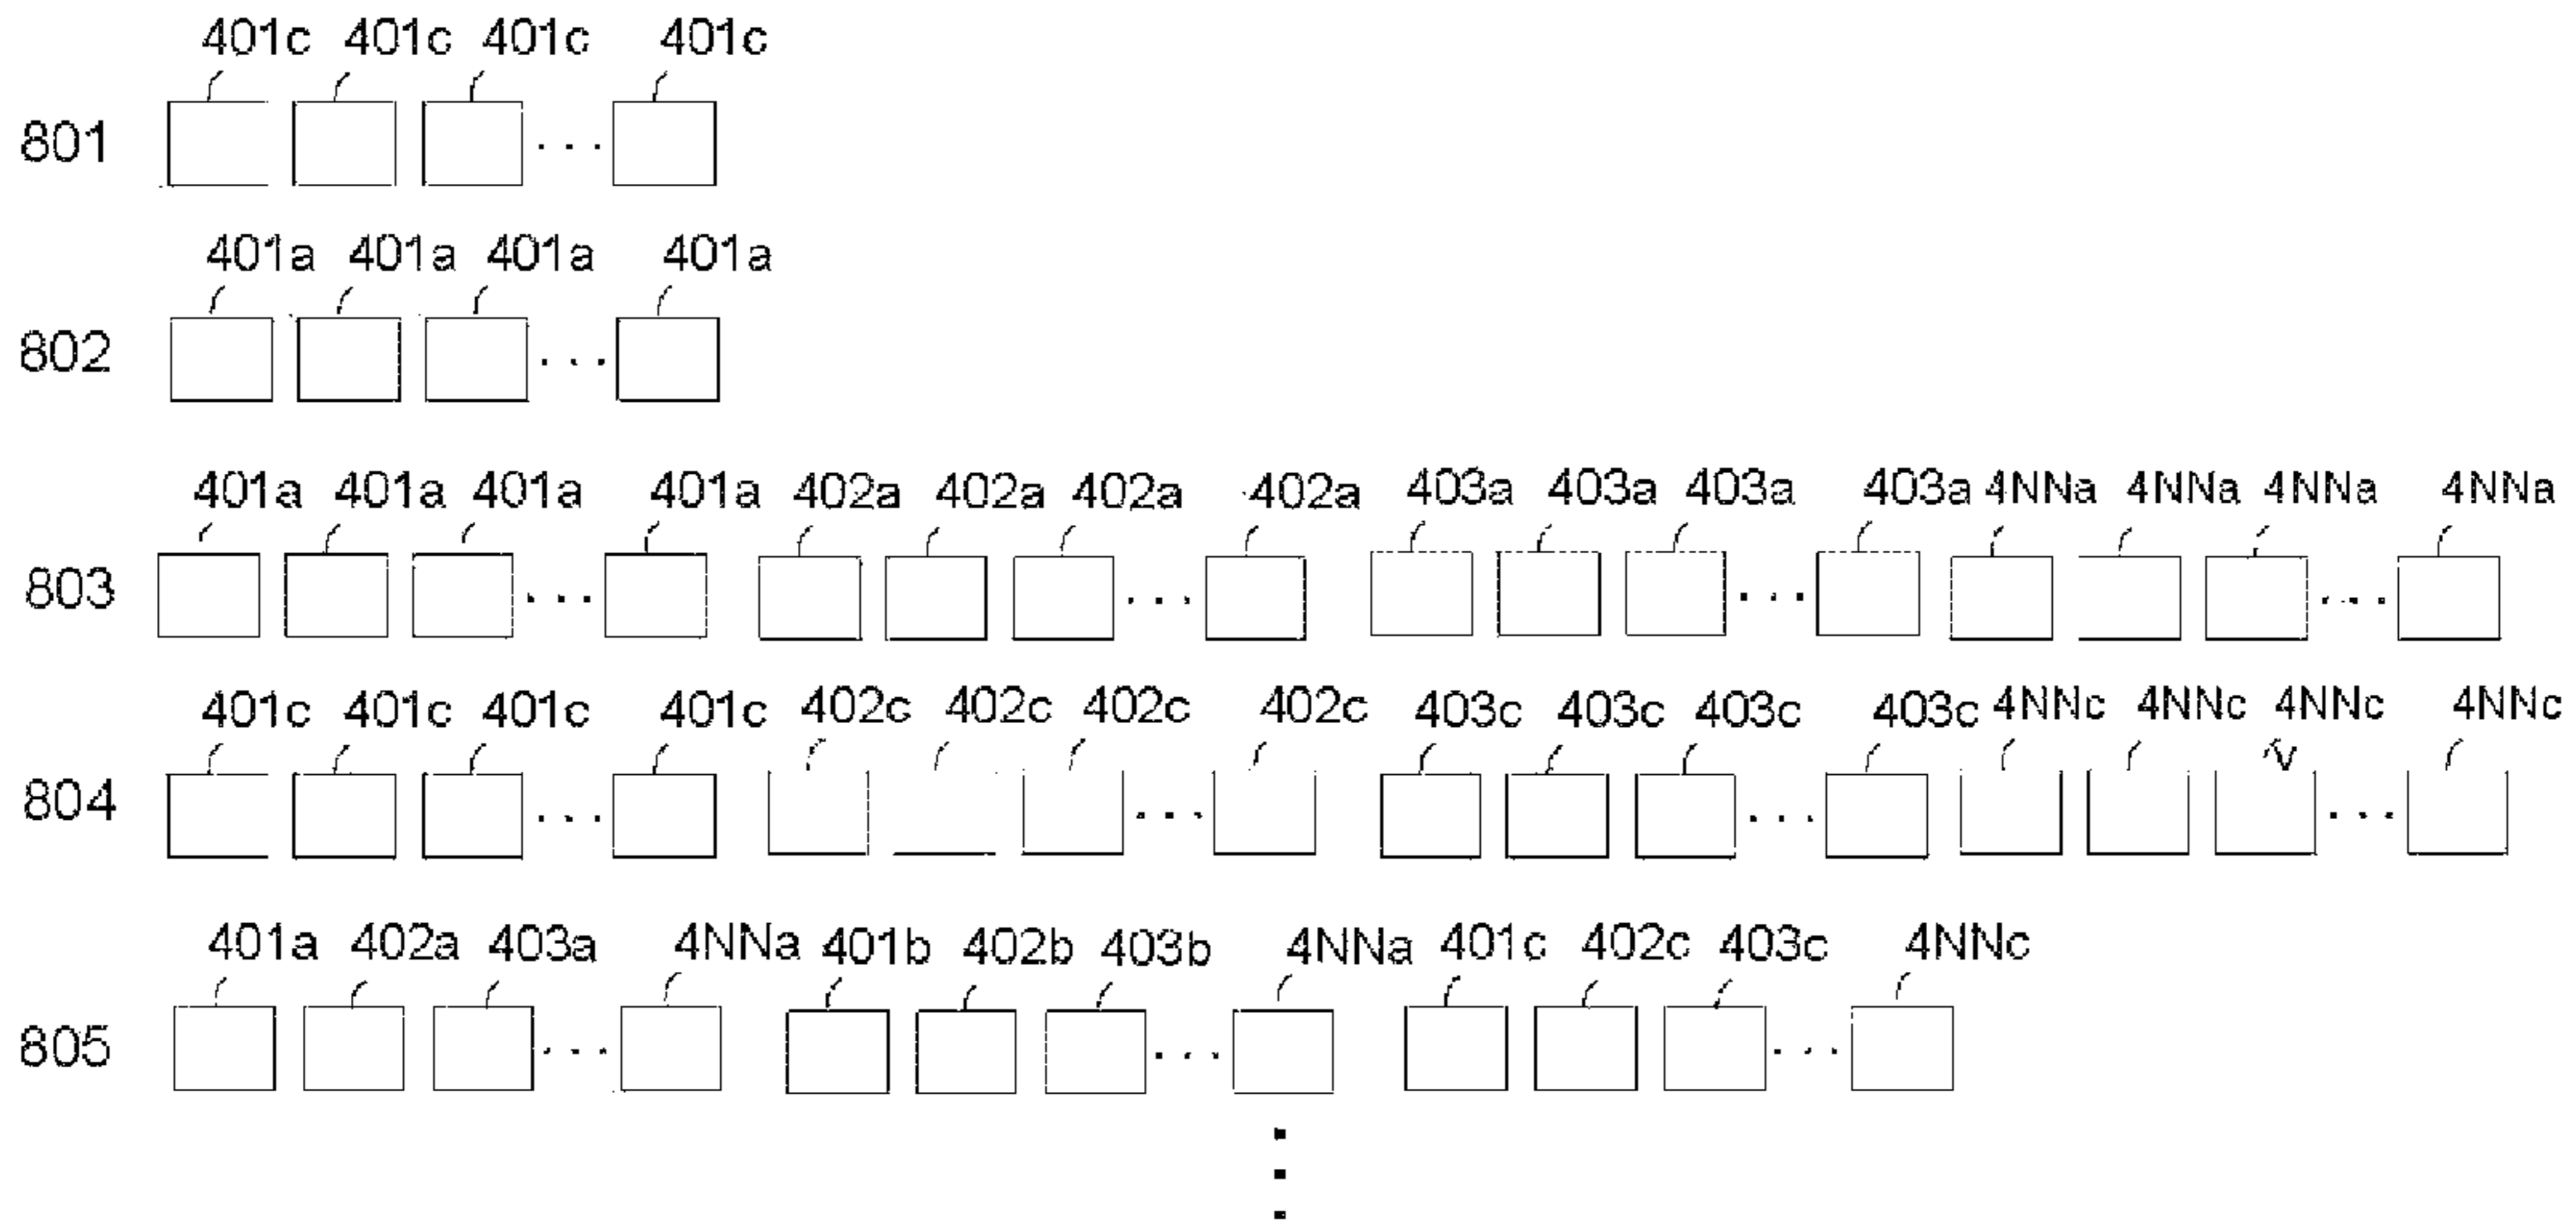 401c 401c 401c 401c
801 . . .
401a 401a 401a 401a
802 . . .
401a 401a 401a 401a 402a 402a 402a 402a 403a 403a 403a 403a 4NNa 4NNa 4NNa 4NNa
803 . . . . . . . . . . . .
401c 401c 401c 401c 402c 402c 402c 402c 403c 403c 403c 403c 4NNc 4NNc 4NNc 4NNc
804 . . . . . . . . . . . .
401a 402a 403a 4NNa 401b 402b 403b 4NNa 401c 402c 403c 4NNc
805 . . . . . . . . .